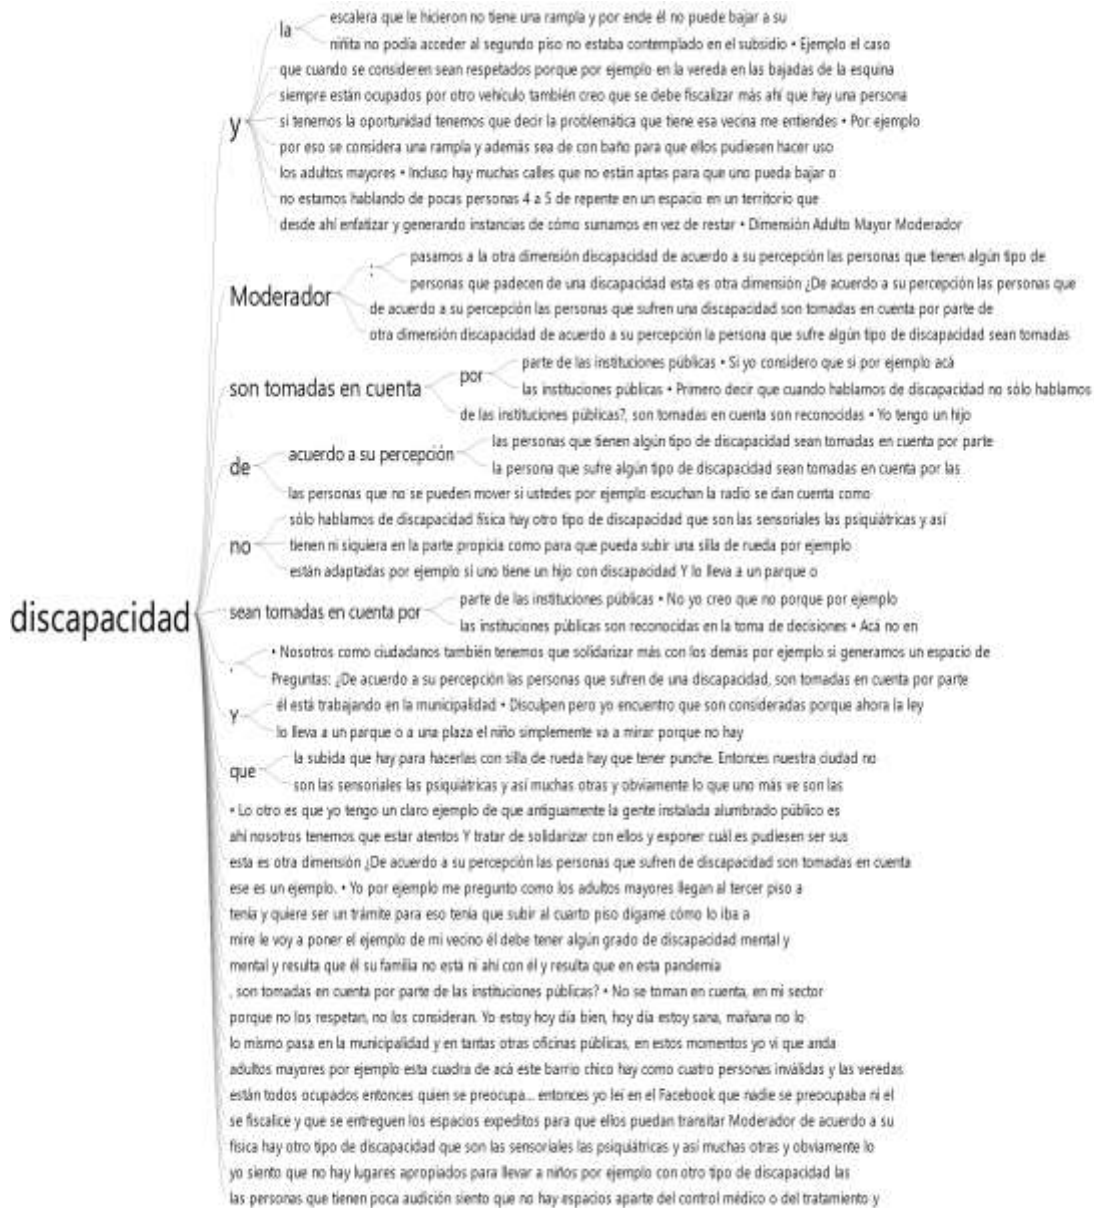 la
escalera que le hicieron no tiene una rampla y por ende él no puede bajar a su
niñita no podía acceder al segundo piso no estaba contemplado en el subsidio • Ejemplo el caso
que cuando se consideren sean respetados porque por ejemplo en la vereda en las bajadas de la esquina
siempre están ocupados por otro vehículo también creo que se debe fiscalizar más ahí que hay una persona
y
si tenemos la oportunidad tenemos que decir la problemática que tiene esa vecina me entiendes • Por ejemplo
por eso se considera una rampla y además sea de con baño para que ellos pudiesen hacer uso
los adultos mayores • Incluso hay muchas calles que no están aptas para que uno pueda bajar o
no estamos hablando de pocas personas 4 a 5 de repente en un espacio en un territorio que
desde ahí enfatizar y generando instancias de cómo sumamos en vez de restar • Dimensión Adulto Mayor Moderador
Moderador
:
pasamos a la otra dimensión discapacidad de acuerdo a su percepción las personas que tienen algún tipo de
personas que padecen de una discapacidad esta es otra dimensión ¿De acuerdo a su percepción las personas que
de acuerdo a su percepción las personas que sufren una discapacidad son tomadas en cuenta por parte de
otra dimensión discapacidad de acuerdo a su percepción la persona que sufre algún tipo de discapacidad sean tomadas
son tomadas en cuenta
por
parte de las instituciones públicas • Si yo considero que si por ejemplo acá
las instituciones públicas • Primero decir que cuando hablamos de discapacidad no sólo hablamos
de las instituciones públicas?, son tomadas en cuenta son reconocidas • Yo tengo un hijo
de
acuerdo a su percepción
las personas que tienen algún tipo de discapacidad sean tomadas en cuenta por parte
la persona que sufre algún tipo de discapacidad sean tomadas en cuenta por las
las personas que no se pueden mover si ustedes por ejemplo escuchan la radio se dan cuenta como
no
sólo hablamos de discapacidad física hay otro tipo de discapacidad que son las sensoriales las psiquiátricas y así
tienen ni siquiera en la parte propicia como para que pueda subir una silla de rueda por ejemplo
están adaptadas por ejemplo si uno tiene un hijo con discapacidad Y lo lleva a un parque o
discapacidad
sean tomadas en cuenta por
parte de las instituciones públicas • No yo creo que no porque por ejemplo
las instituciones públicas son reconocidas en la toma de decisiones • Acá no en
.
• Nosotros como ciudadanos también tenemos que solidarizar más con los demás por ejemplo si generamos un espacio de
Preguntas: ¿De acuerdo a su percepción las personas que sufren de una discapacidad, son tomadas en cuenta por parte
Y
él está trabajando en la municipalidad • Disculpen pero yo encuentro que son consideradas porque ahora la ley
lo lleva a un parque o a una plaza el niño simplemente va a mirar porque no hay
que
la subida que hay para hacerlas con silla de rueda hay que tener punche. Entonces nuestra ciudad no
son las sensoriales las psiquiátricas y así muchas otras y obviamente lo que uno más ve son las
• Lo otro es que yo tengo un claro ejemplo de que antiguamente la gente instalada alumbrado público es
ahí nosotros tenemos que estar atentos Y tratar de solidarizar con ellos y exponer cuál es pudiesen ser sus
esta es otra dimensión ¿De acuerdo a su percepción las personas que sufren de discapacidad son tomadas en cuenta
ese es un ejemplo. • Yo por ejemplo me pregunto como los adultos mayores llegan al tercer piso a
tenía y quiere ser un trámite para eso tenía que subir al cuarto piso dígame cómo lo iba a
mire le voy a poner el ejemplo de mi vecino él debe tener algún grado de discapacidad mental y
mental y resulta que él su familia no está ni ahí con él y resulta que en esta pandemia
, son tomadas en cuenta por parte de las instituciones públicas? • No se toman en cuenta, en mi sector
porque no los respetan, no los consideran. Yo estoy hoy día bien, hoy día estoy sana, mañana no lo
lo mismo pasa en la municipalidad y en tantas otras oficinas públicas, en estos momentos yo vi que anda
adultos mayores por ejemplo esta cuadra de acá este barrio chico hay como cuatro personas inválidas y las veredas
están todos ocupados entonces quien se preocupa... entonces yo leí en el Facebook que nadie se preocupaba ni el
se fiscalice y que se entreguen los espacios expeditos para que ellos puedan transitar Moderador de acuerdo a su
física hay otro tipo de discapacidad que son las sensoriales las psiquiátricas y así muchas otras y obviamente lo
yo siento que no hay lugares apropiados para llevar a niños por ejemplo con otro tipo de discapacidad las
las personas que tienen poca audición siento que no hay espacios aparte del control médico o del tratamiento y